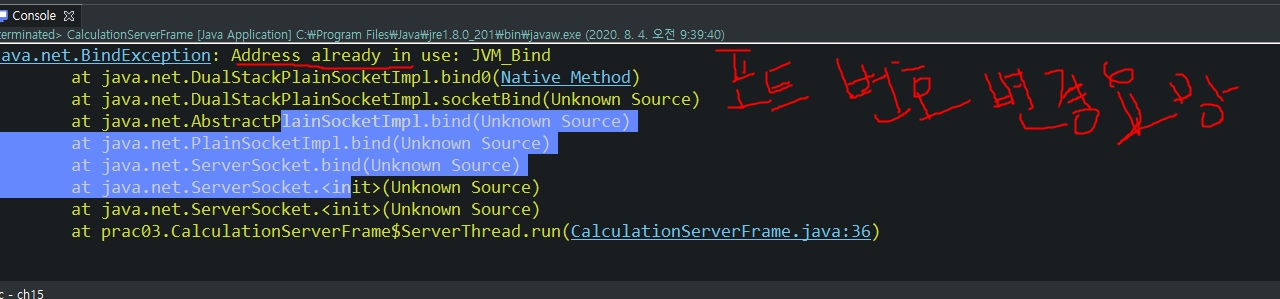 Console
terminated> CalculationServerFrame [Java Application] C:\Program Files\Java\jre1.8.0_201\bin\javaw.exe (2020. 8. 4. 오전 9:39:40)
java.net.BindException: Address already in use: JVM_Bind
at java.net.DualStackPlainSocketImpl.bind0(Native Method)
at java.net.DualStackPlainSocketImpl.socketBind(Unknown Source)
at java.net.AbstractPlainSocketImpl.bind(Unknown Source)
at java.net.PlainSocketImpl.bind(Unknown Source)
at java.net.ServerSocket.bind(Unknown Source)
at java.net.ServerSocket.<init>(Unknown Source)
at java.net.ServerSocket.<init>(Unknown Source)
at prac03.CalculationServerFrame$ServerThread.run(CalculationServerFrame.java:36)
포트 번호 변경요망
c - ch15